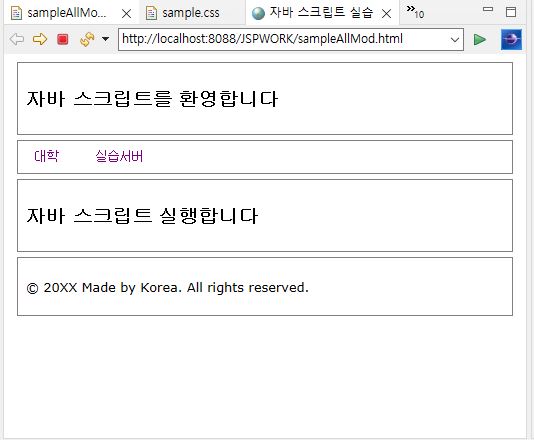 sampleAllMo... sample.css 자바 스크립트 실습 »10
http://localhost:8088/JSPWORK/sampleAllMod.html
자바 스크립트를 환영합니다
대학 실습서버
자바 스크립트 실행합니다
© 20XX Made by Korea. All rights reserved.